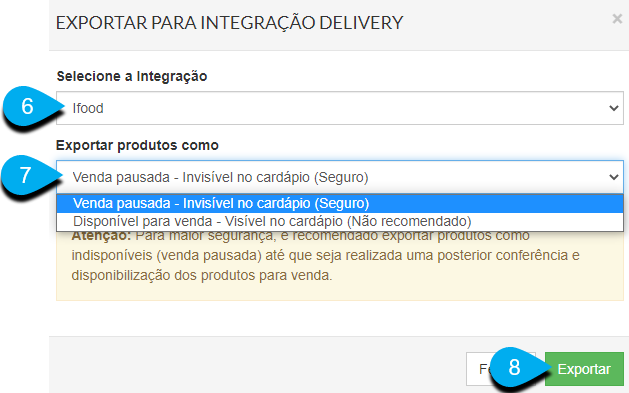 EXPORTAR PARA INTEGRAÇÃO DELIVERY
×
Selecione a Integração
6
Ifood
Exportar produtos como
7
Venda pausada - Invisível no cardápio (Seguro)
Venda pausada - Invisível no cardápio (Seguro)
Disponível para venda - Visível no cardápio (Não recomendado)
Atenção: Para maior segurança, é recomendado exportar produtos como
indisponíveis (venda pausada) até que seja realizada uma posterior conferência e
disponibilização dos produtos para venda.
8
Exportar